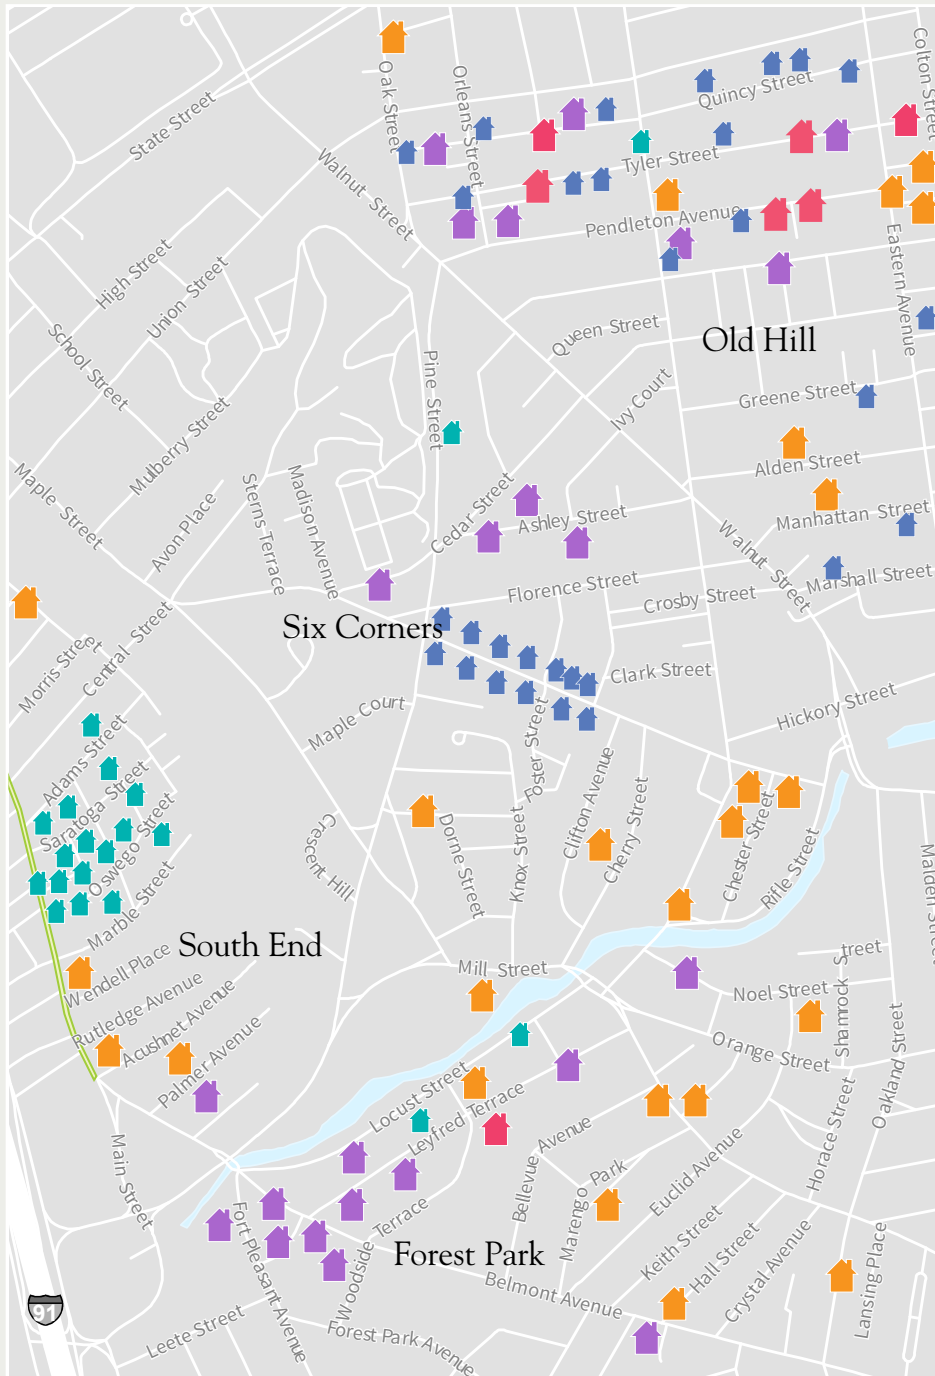 Colton Street
Oak Street
Orleans Street
Quincy Street
State Street
Walnut Street
Tyler Street
Pendleton Avenue
Eastern Avenue
High Street
Union Street
Queen Street
Old Hill
School Street
Pine Street
Ivy Court
Greene Street
Mulberry Street
Alden Street
Maple Street
Sterns Terrace
Madison Avenue
Avon Place
Cedar Street
Ashley Street
Manhattan Street
Walnut Street
Marshall Street
Florence Street
Crosby Street
Six Corners
Morris Street
Central Street
Clark Street
Maple Court
Hickory Street
Foster Street
Adams Street
Saratoga Street
Oswego Street
Marble Street
Crescent Hill
Dorne Street
Knox Street
Clifton Avenue
Cherry Street
Chester Street
Rifle Street
Malden Street
South End
Wendell Place
Rutledge Avenue
Acushnet Avenue
Palmer Avenue
Mill Street
Street
Noel Street
Shamrock S
Orange Street
Oakland Street
Locust Street
Leyfred Terrace
Bellevue Avenue
Marengo Park
Euclid Avenue
Horace Street
Main Street
Fort Pleasant Avenue
Woodside Terrace
Forest Park
Keith Street
Hall Street
Crystal Avenue
Lansing Place
Belmont Avenue
91
Leete Street
Forest Park Avenue